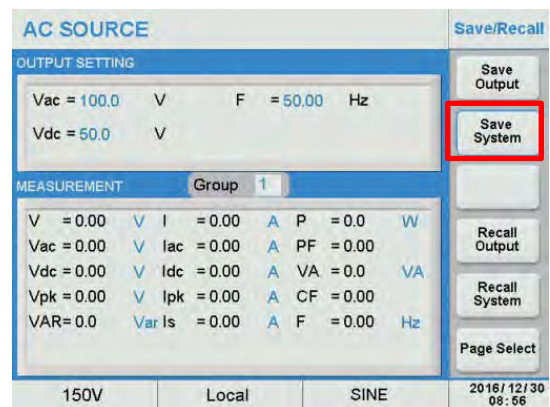 AC SOURCE
Save/Recall
OUTPUT SETTING
Vac = 100.0 V F = 50.00 Hz
Vdc = 50.0 V
MEASUREMENT Group 1
V = 0.00 V I = 0.00 A P = 0.0 W
Vac = 0.00 V Iac = 0.00 A PF = 0.00
Vdc = 0.00 V Idc = 0.00 A VA = 0.0 VA
Vpk = 0.00 V Ipk = 0.00 A CF = 0.00
VAR= 0.0 Var Is = 0.00 A F = 0.00 Hz
Save
Output
Save
System
Recall
Output
Recall
System
Page Select
150V Local SINE
2016/12/30
08:56